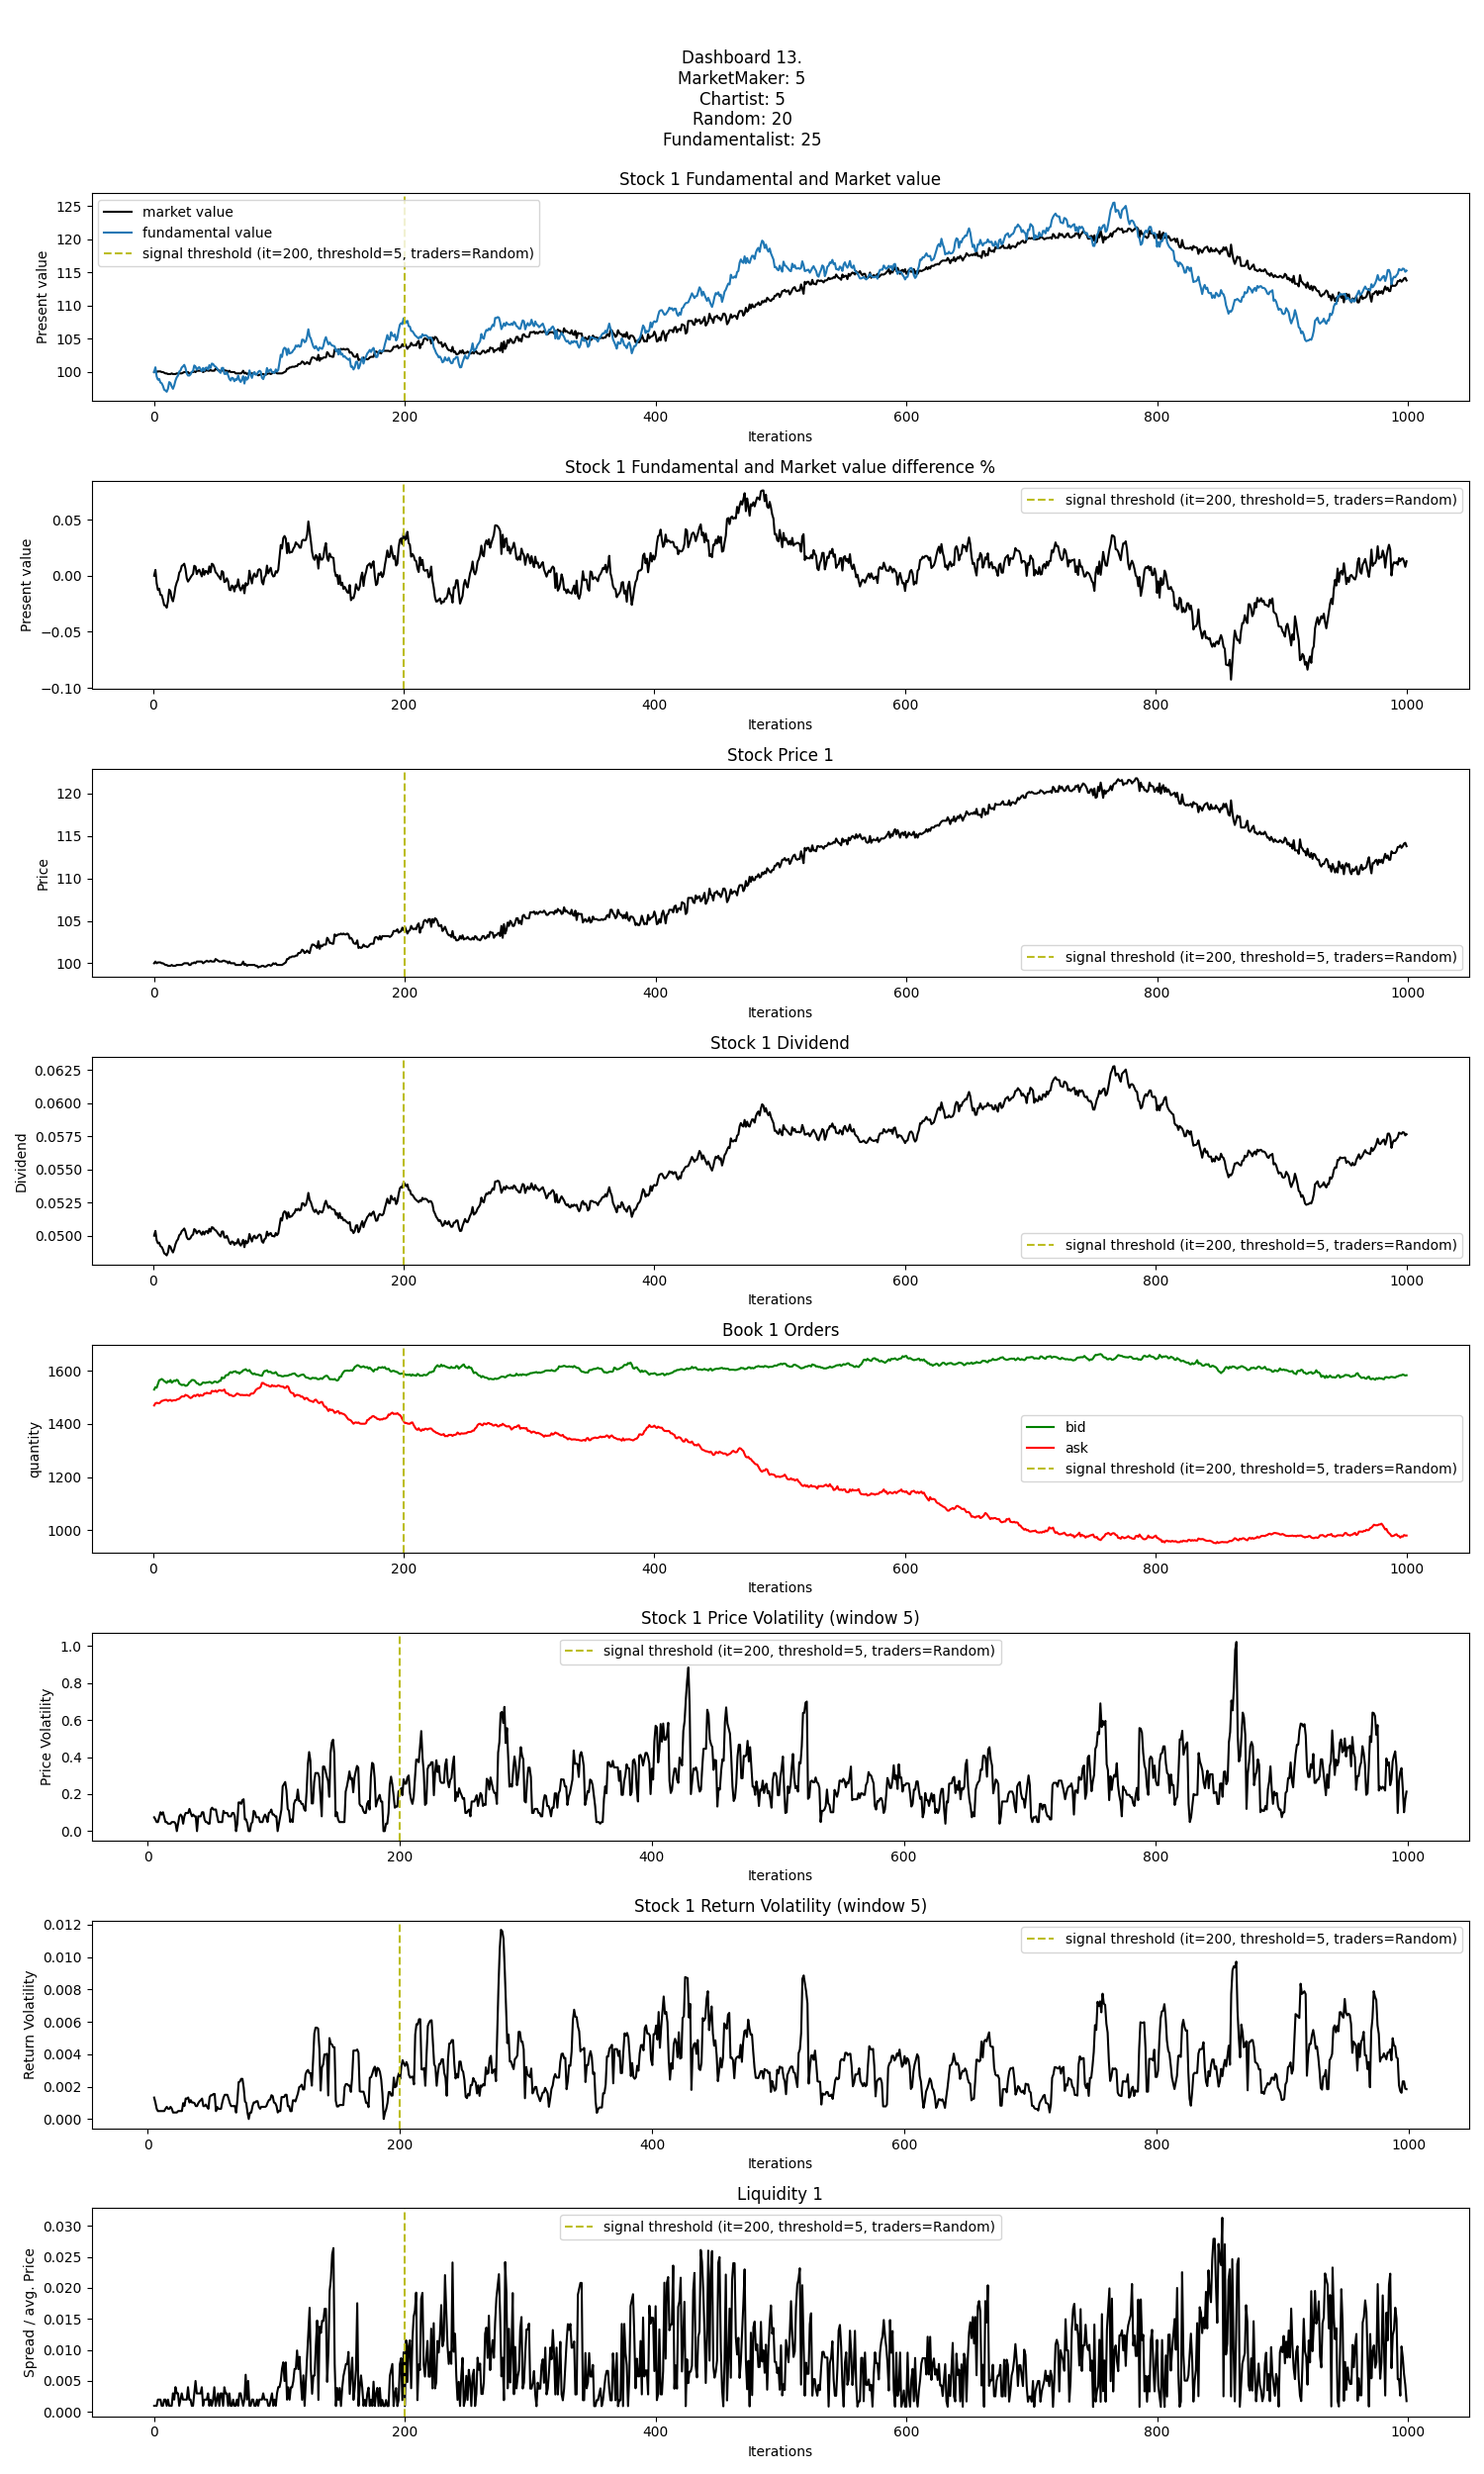 Dashboard 13.
MarketMaker: 5
Chartist: 5
Random: 20
Fundamentalist: 25
Stock 1 Fundamental and Market value
market value
fundamental value
signal threshold (it=200, threshold=5, traders=Random)
Present value
125
120
115
110
105
100
0 200 400 600 800 1000
Iterations
Stock 1 Fundamental and Market value difference %
signal threshold (it=200, threshold=5, traders=Random)
Present value
0.05
0.00
−0.05
−0.10
0 200 400 600 800 1000
Iterations
Stock Price 1
signal threshold (it=200, threshold=5, traders=Random)
Price
120
115
110
105
100
0 200 400 600 800 1000
Iterations
Stock 1 Dividend
signal threshold (it=200, threshold=5, traders=Random)
Dividend
0.0625
0.0600
0.0575
0.0550
0.0525
0.0500
0 200 400 600 800 1000
Iterations
Book 1 Orders
bid
ask
signal threshold (it=200, threshold=5, traders=Random)
quantity
1600
1400
1200
1000
0 200 400 600 800 1000
Iterations
Stock 1 Price Volatility (window 5)
signal threshold (it=200, threshold=5, traders=Random)
Price Volatility
1.0
0.8
0.6
0.4
0.2
0.0
0 200 400 600 800 1000
Iterations
Stock 1 Return Volatility (window 5)
signal threshold (it=200, threshold=5, traders=Random)
Return Volatility
0.012
0.010
0.008
0.006
0.004
0.002
0.000
0 200 400 600 800 1000
Iterations
Liquidity 1
signal threshold (it=200, threshold=5, traders=Random)
Spread / avg. Price
0.030
0.025
0.020
0.015
0.010
0.005
0.000
0 200 400 600 800 1000
Iterations